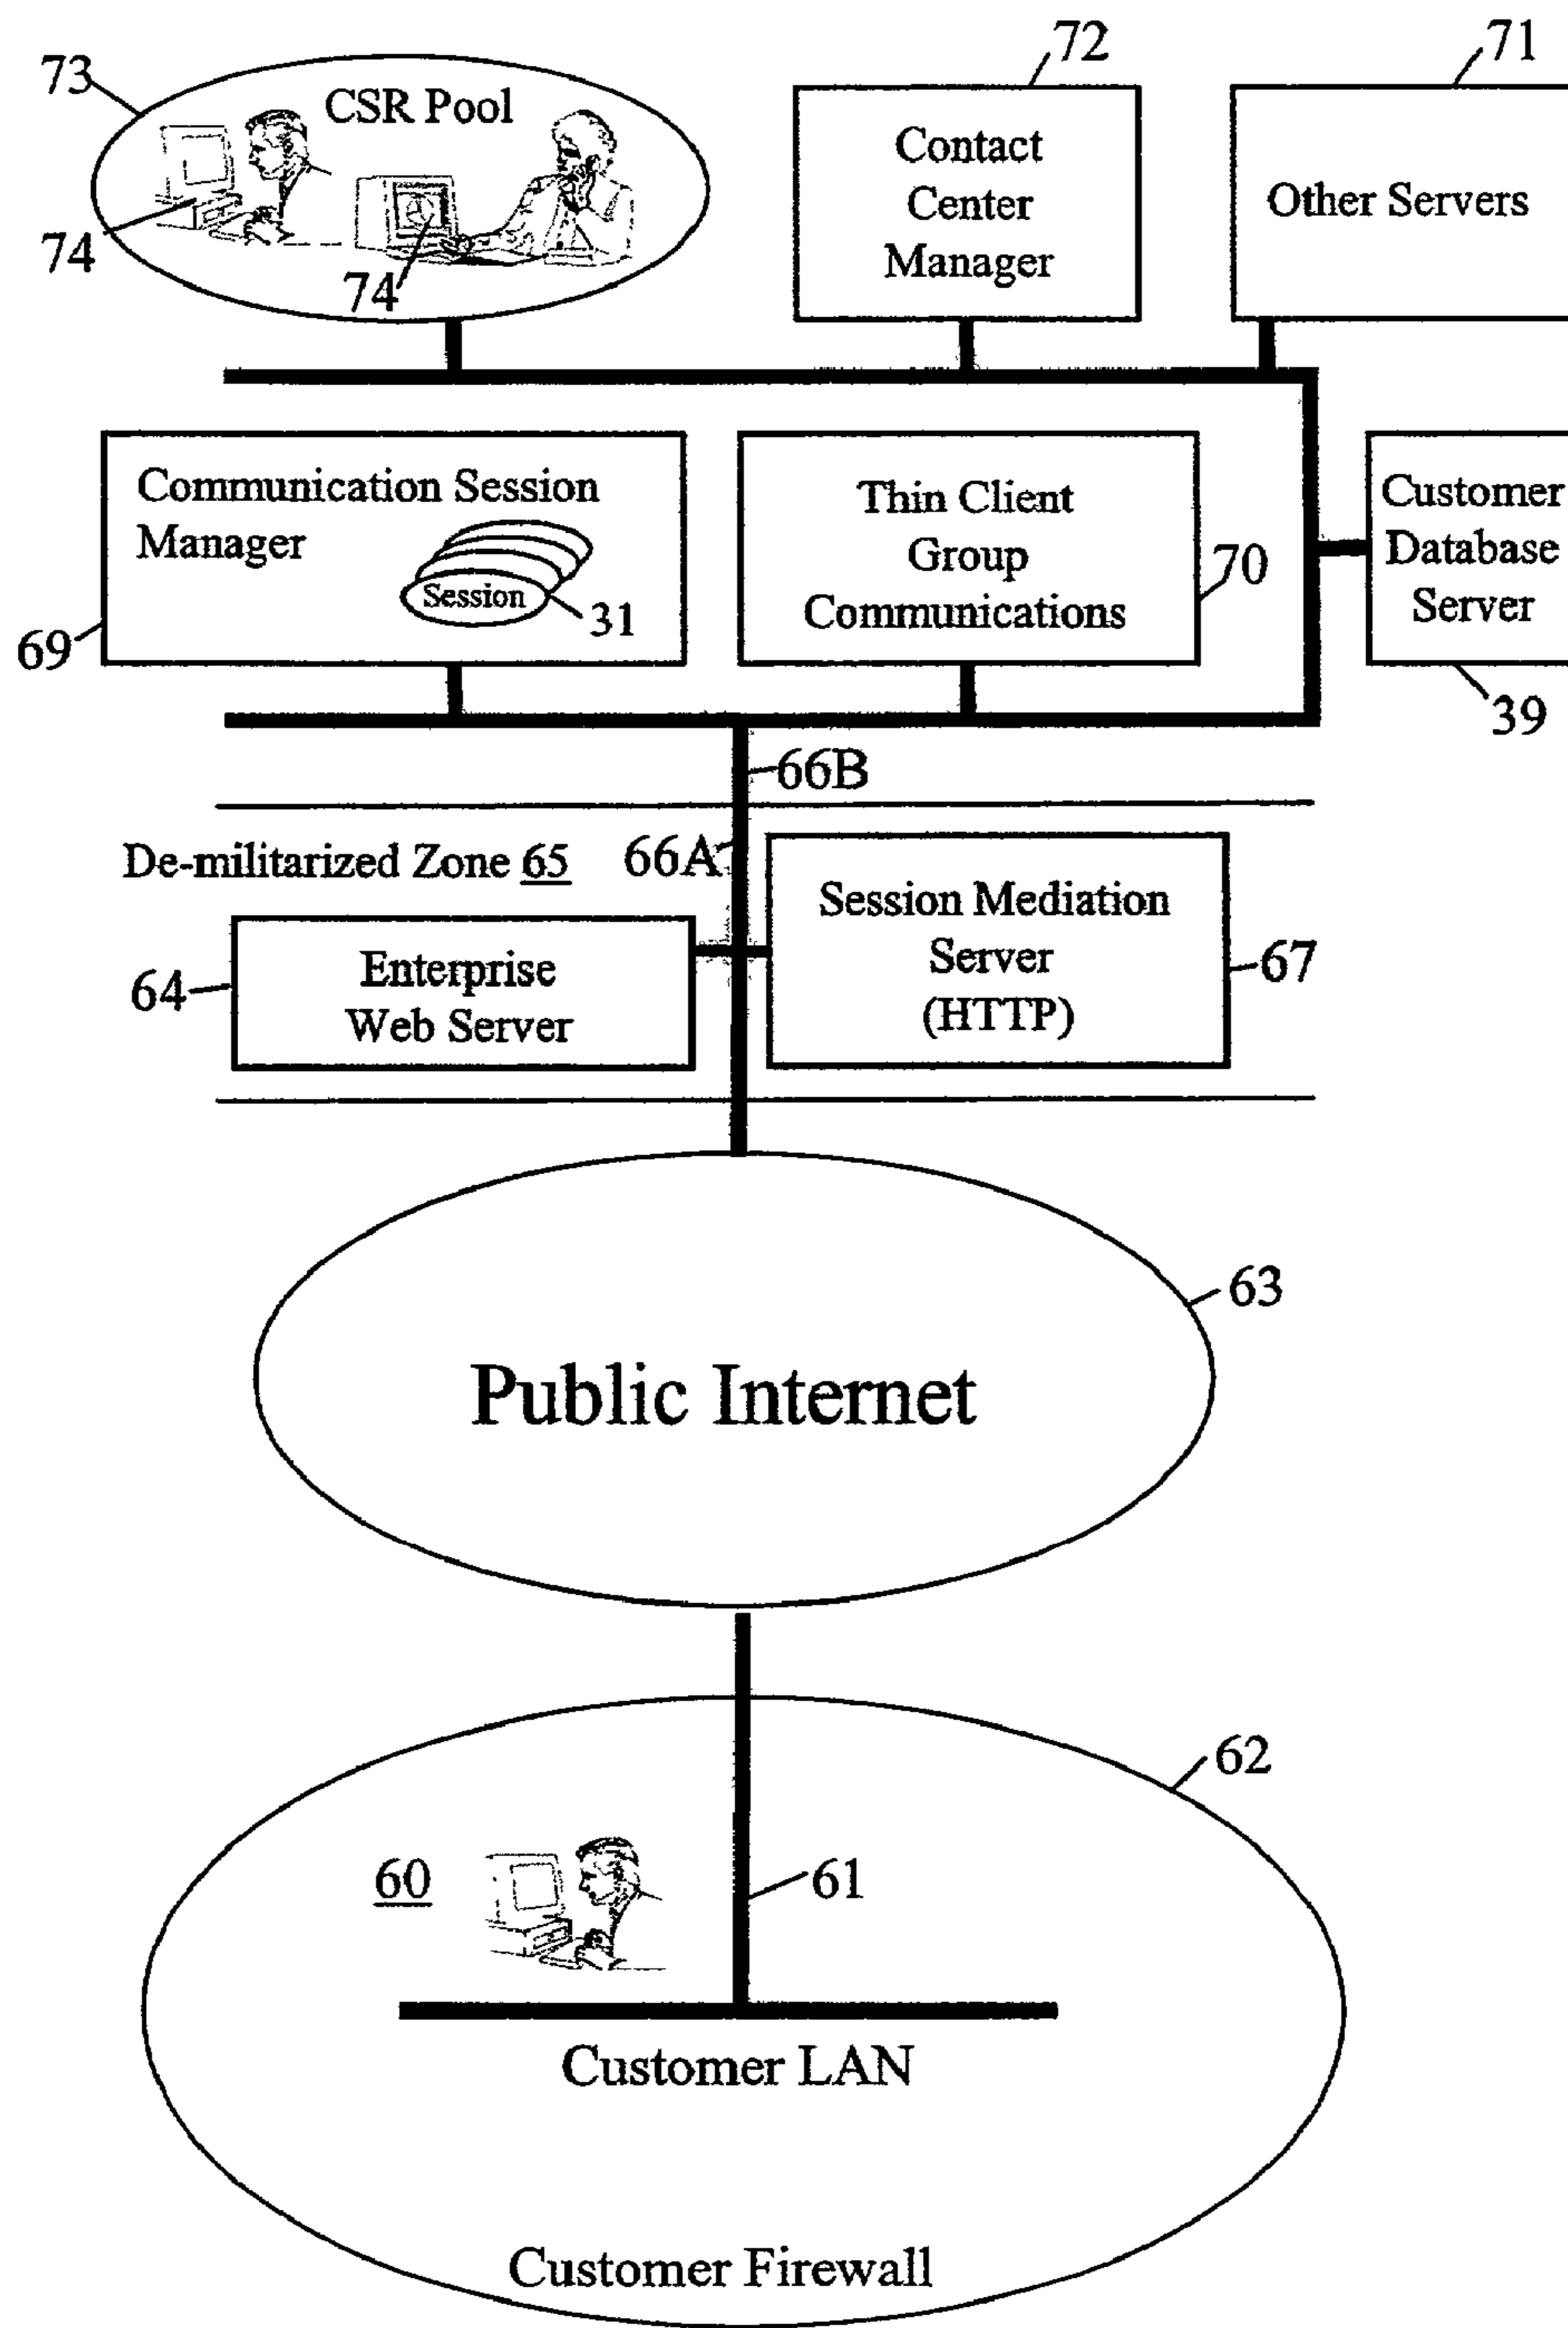 72
71
73
CSR Pool
74
74
Contact
Center
Manager
Other Servers
Communication Session
Manager
Session
31
69
Thin Client
Group
Communications
70
Customer
Database
Server
39
66B
De-militarized Zone 65
66A
Enterprise
Web Server
64
Session Mediation
Server
(HTTP)
67
63
Public Internet
62
60
61
Customer LAN
Customer Firewall